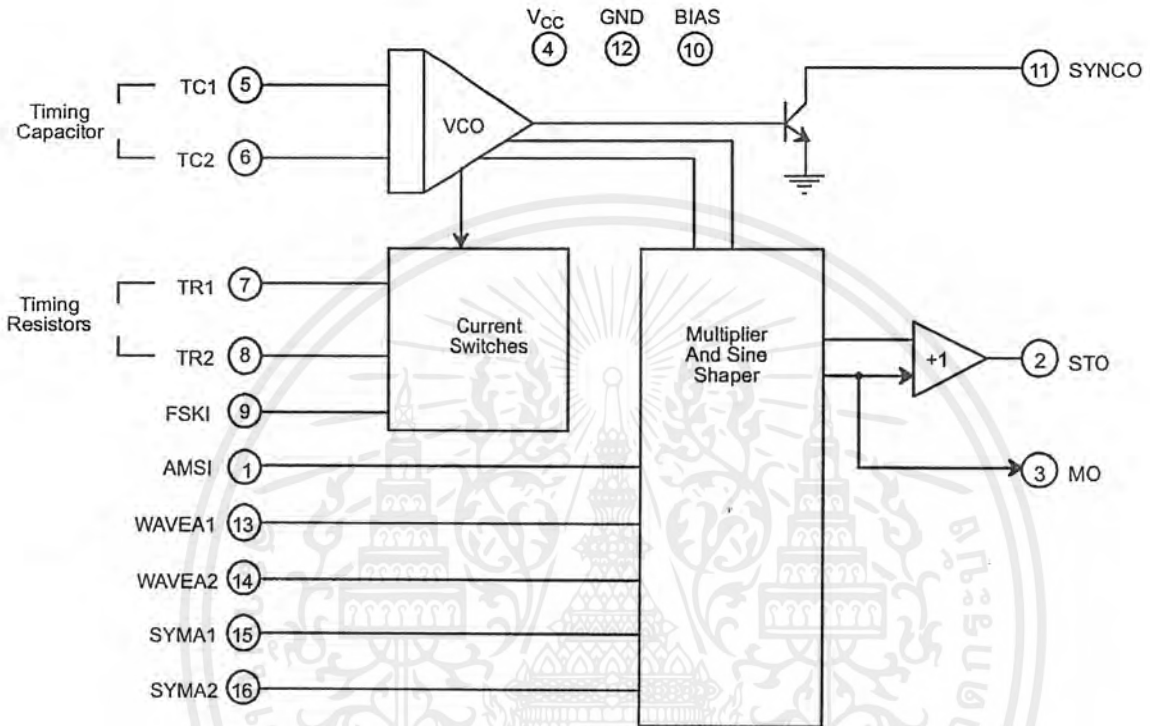 VCC GND BIAS
4 12 10
TC1 5
VCO
11 SYNCO
Timing
Capacitor
TC2 6
TR1 7
Timing
Resistors
TR2 8
Current
Switches
Multiplier
And Sine
Shaper
+1
2 STO
FSKI 9
AMSI 1
3 MO
WAVEA1 13
WAVEA2 14
SYMA1 15
SYMA2 16